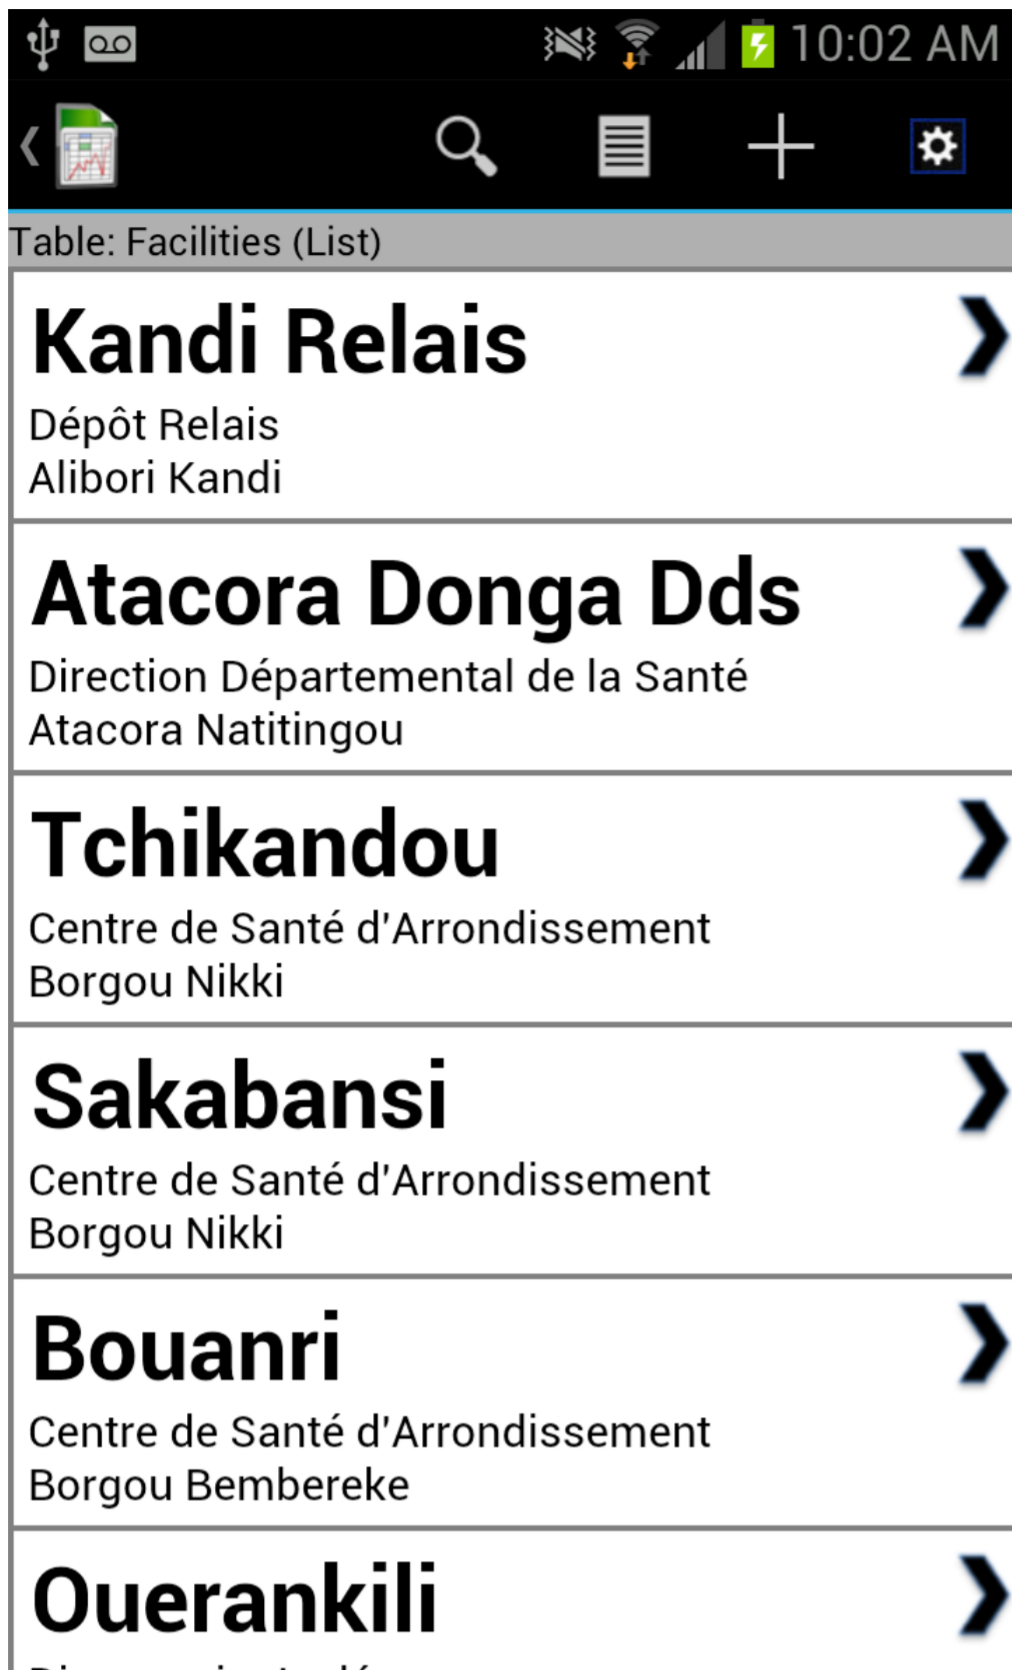 10:02 AM
Table: Facilities (List)
Kandi Relais
Dépôt Relais
Alibori Kandi
Atacora Donga Dds
Direction Départemental de la Santé
Atacora Natitingou
Tchikandou
Centre de Santé d'Arrondissement
Borgou Nikki
Sakabansi
Centre de Santé d'Arrondissement
Borgou Nikki
Bouanri
Centre de Santé d'Arrondissement
Borgou Bembereke
Ouerankili